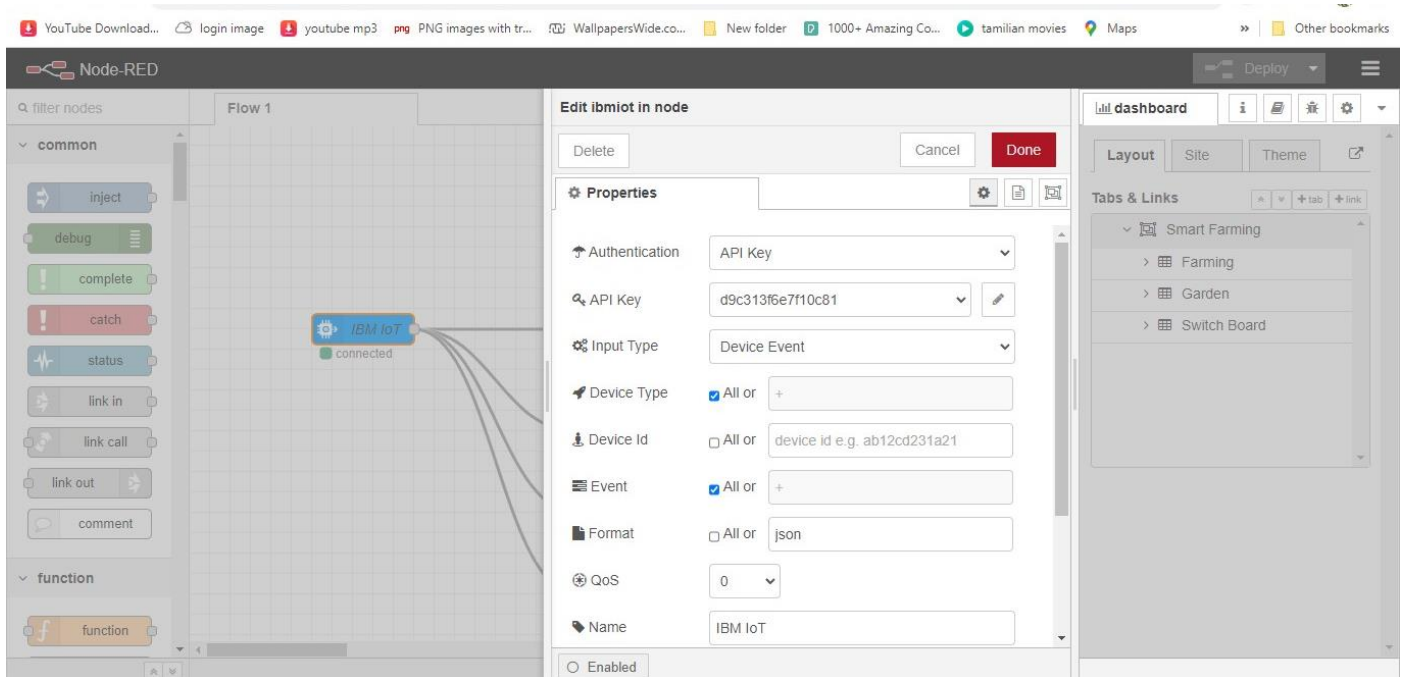 YouTube Download... login image youtube mp3 png PNG images with tr... WallpapersWide.co... New folder D 1000+ Amazing Co... tamilian movies Maps » Other bookmarks
Node-RED Deploy
filter nodes Flow 1 Edit ibmiot in node dashboard i
common
Delete Cancel Done
Layout Site Theme
inject
Properties
Tabs & Links +tab +link
debug
Smart Farming
Authentication API Key
Farming
complete
API Key d9c313f6e7f10c81
Garden
catch
IBM IoT
Switch Board
connected
Input Type Device Event
status
Device Type All or +
link in
Device Id All or device id e.g. ab12cd231a21
link call
link out
Event All or +
comment
Format All or json
function
QoS 0
function
Name IBM IoT
Enabled